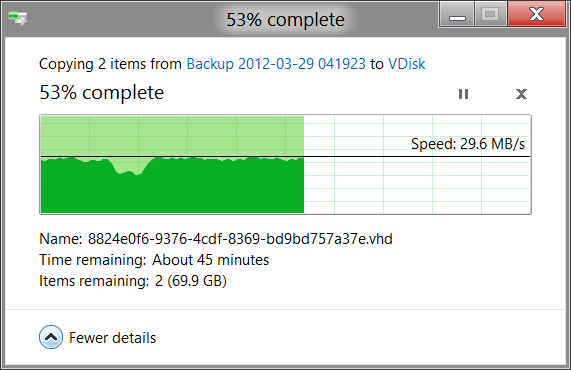 53% complete
Copying 2 items from Backup 2012-03-29 041923 to VDisk
53% complete
Speed: 29.6 MB/s
Name: 8824e0f6-9376-4cdf-8369-bd9bd757a37e.vhd
Time remaining: About 45 minutes
Items remaining: 2 (69.9 GB)
Fewer details